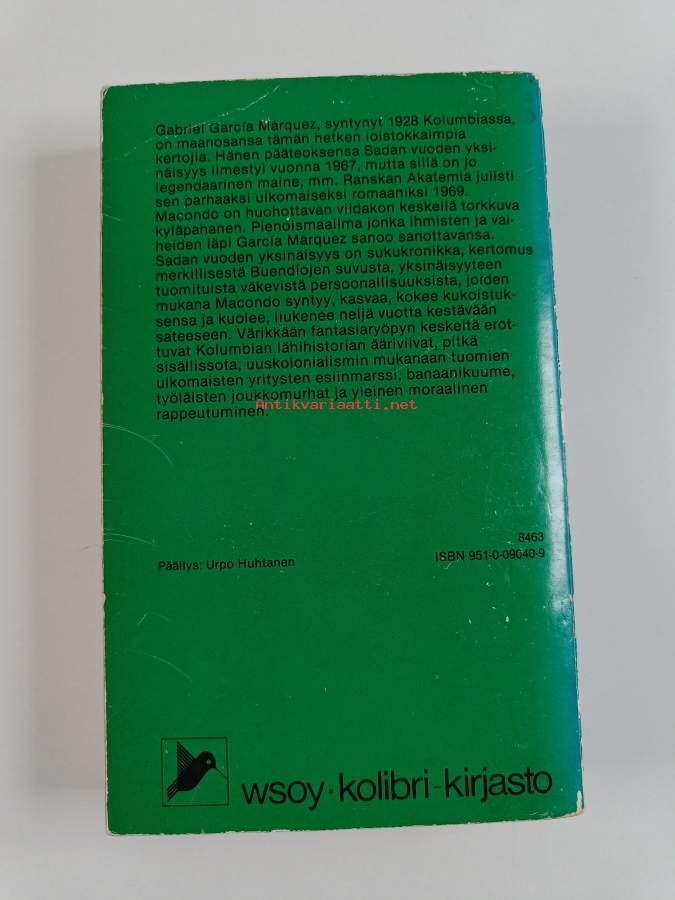 Gabriel García Márquez, syntynyt 1928 Kolumbiassa,
on maanosansa tämän hetken loistokkaimpia
kertojia. Hänen pääteoksensa Sadan vuoden yksi-
näisyys ilmestyi vuonna 1967, mutta sillä on jo
legendaarinen maine, mm. Ranskan Akatemia julisti
sen parhaaksi ulkomaiseksi romaaniksi 1969.
Macondo on huohottavan viidakon keskellä torkkuva
kyläpahanen. Pienoismaailma jonka ihmisten ja vai-
heiden läpi García Márquez sanoo sanottavansa.
Sadan vuoden yksinäisyys on sukukronikka, kertomus
merkillisestä Buendíojen suvusta, yksinäisyyteen
tuomituista väkevistä persoonallisuuksista, joiden
mukana Macondo syntyy, kasvaa, kokee kukoistuk-
sensa ja kuolee, liukenee neljä vuotta kestävään
sateeseen. Värikkään fantasiaryöpyn keskeltä erot-
tuvat Kolumbian lähihistorian ääriviivat, pitkä
sisällissota, uuskolonialismin mukanaan tuomien
ulkomaisten yritysten esiinmarssi, banaanikuume,
työläisten joukkomurhat ja yleinen moraalinen
rappeutuminen.
Antikvariaatti.net
8463
Päällys: Urpo Huhtanen ISBN 951-0-09040-9
wsoy·kolibri-kirjasto